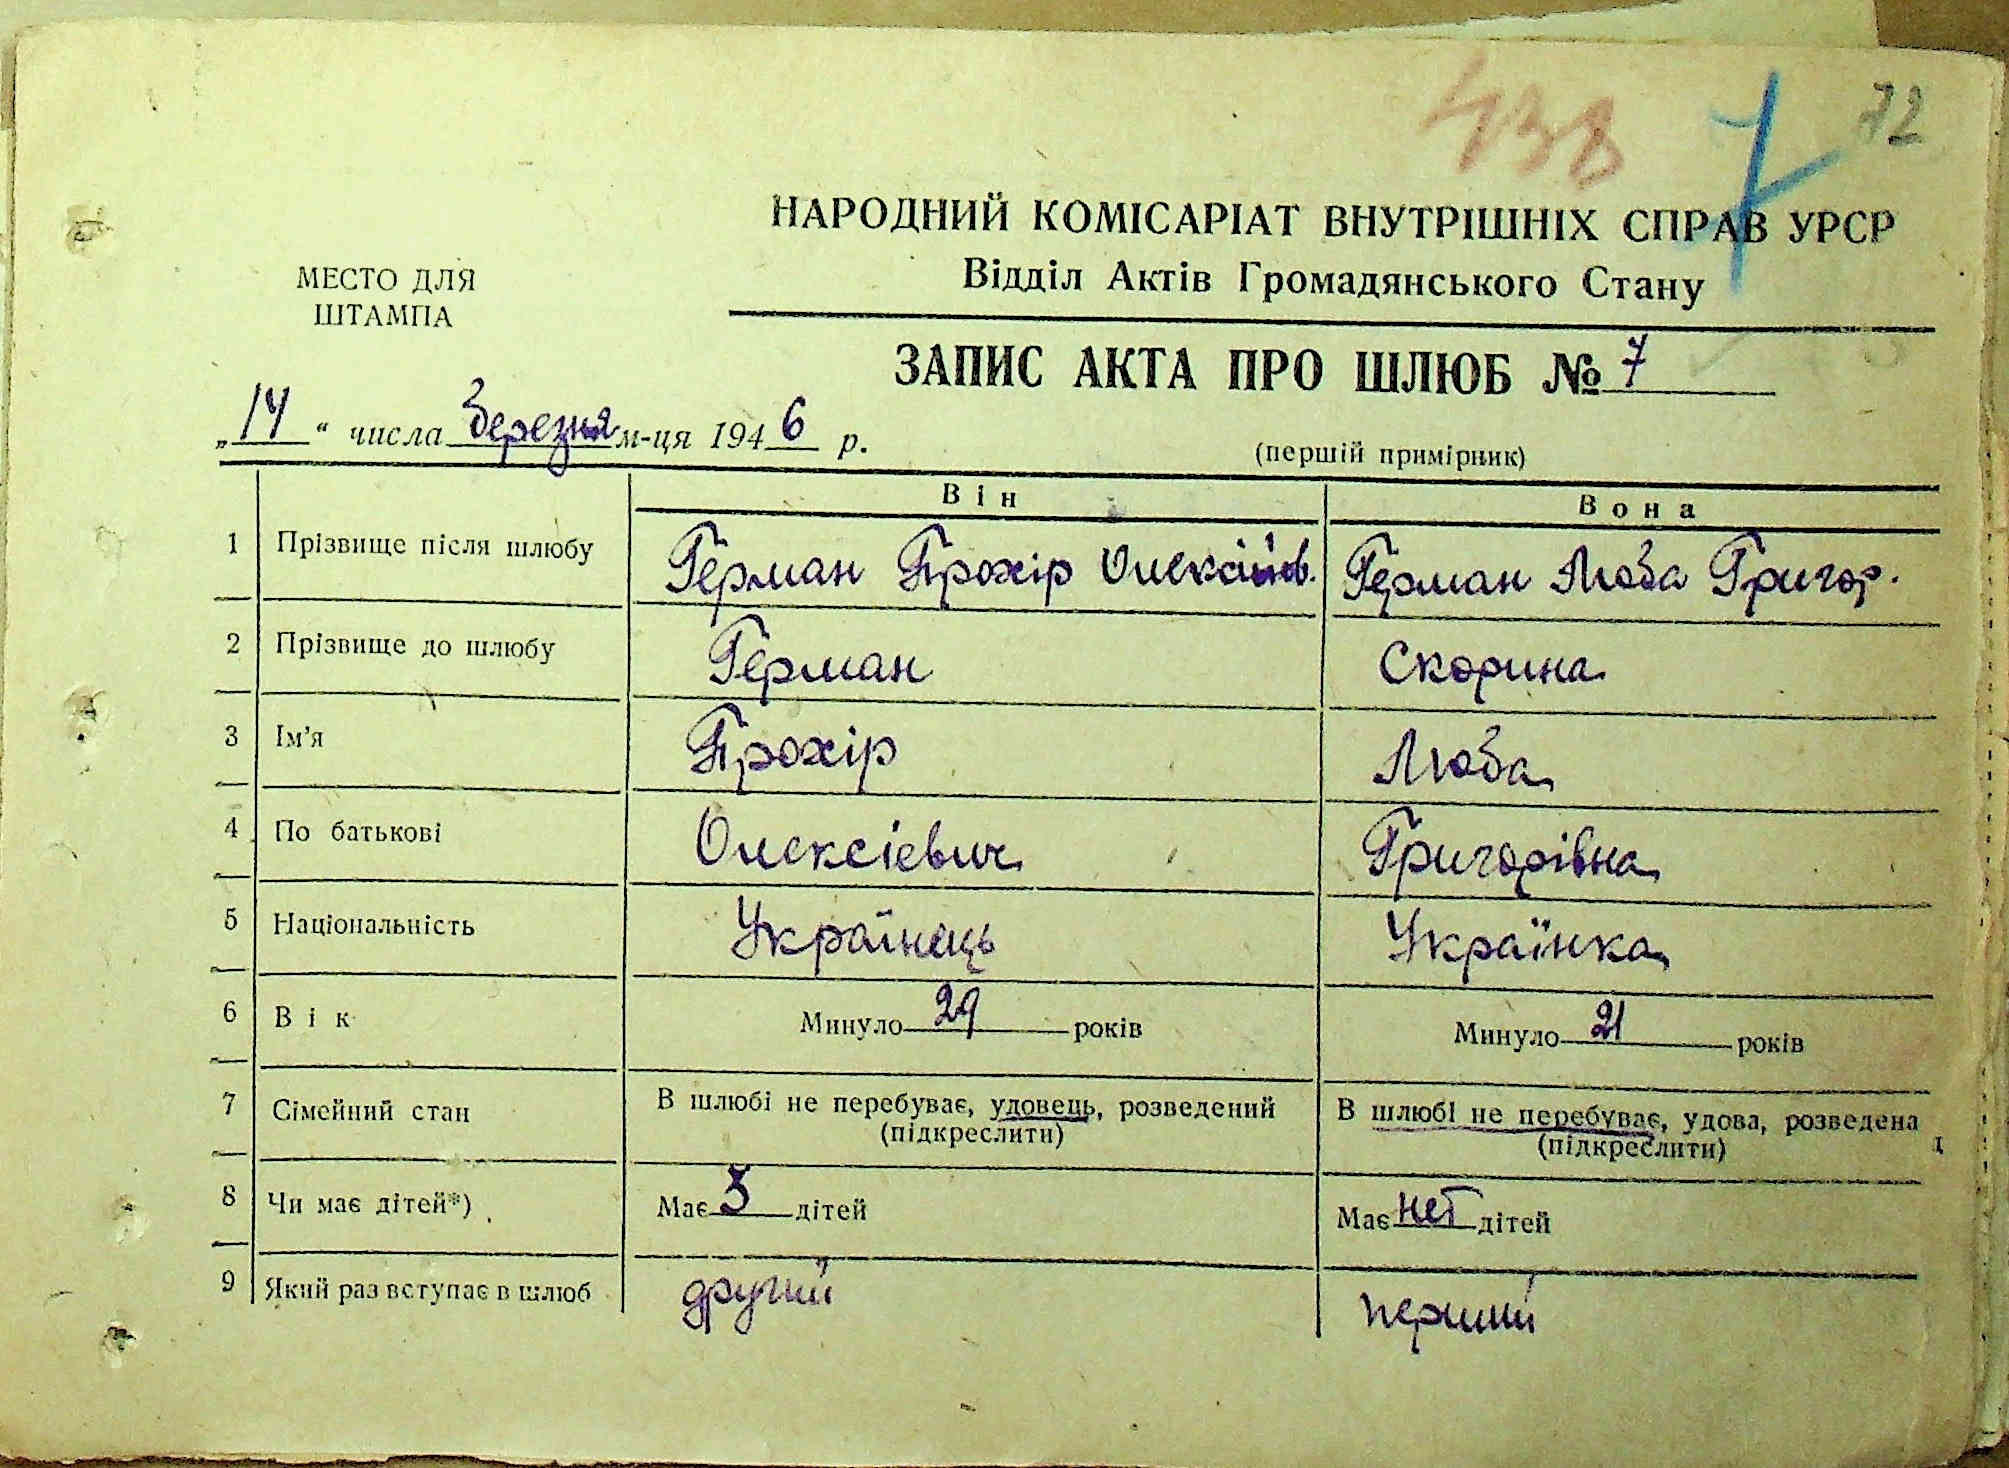 438 7 72
НАРОДНИЙ КОМІСАРІАТ ВНУТРІШНІХ СПРАВ УРСР
Відділ Актів Громадянського Стану
МЕСТО ДЛЯ
ШТАМПА
ЗАПИС АКТА ПРО ШЛЮБ № 7
„14“ числа березня м-ця 1946 р.
(першій примірник)
Він Вона
1 Прізвище після шлюбу Герман Прохір Олексійов. Герман Люба Григор.
2 Прізвище до шлюбу Герман Скорина
3 Ім'я Прохір Люба
4 По батькові Олексієвич Григорівна
5 Національність Українець Українка
6 Вік Минуло 29 років Минуло 21 років
7 Сімейний стан В шлюбі не перебуває, удовець, розведений В шлюбі не перебуває, удова, розведена
(підкреслити) (підкреслити)
8 Чи має дітей*) Має 3 дітей Має нет дітей
9 Який раз вступає в шлюб другий перший